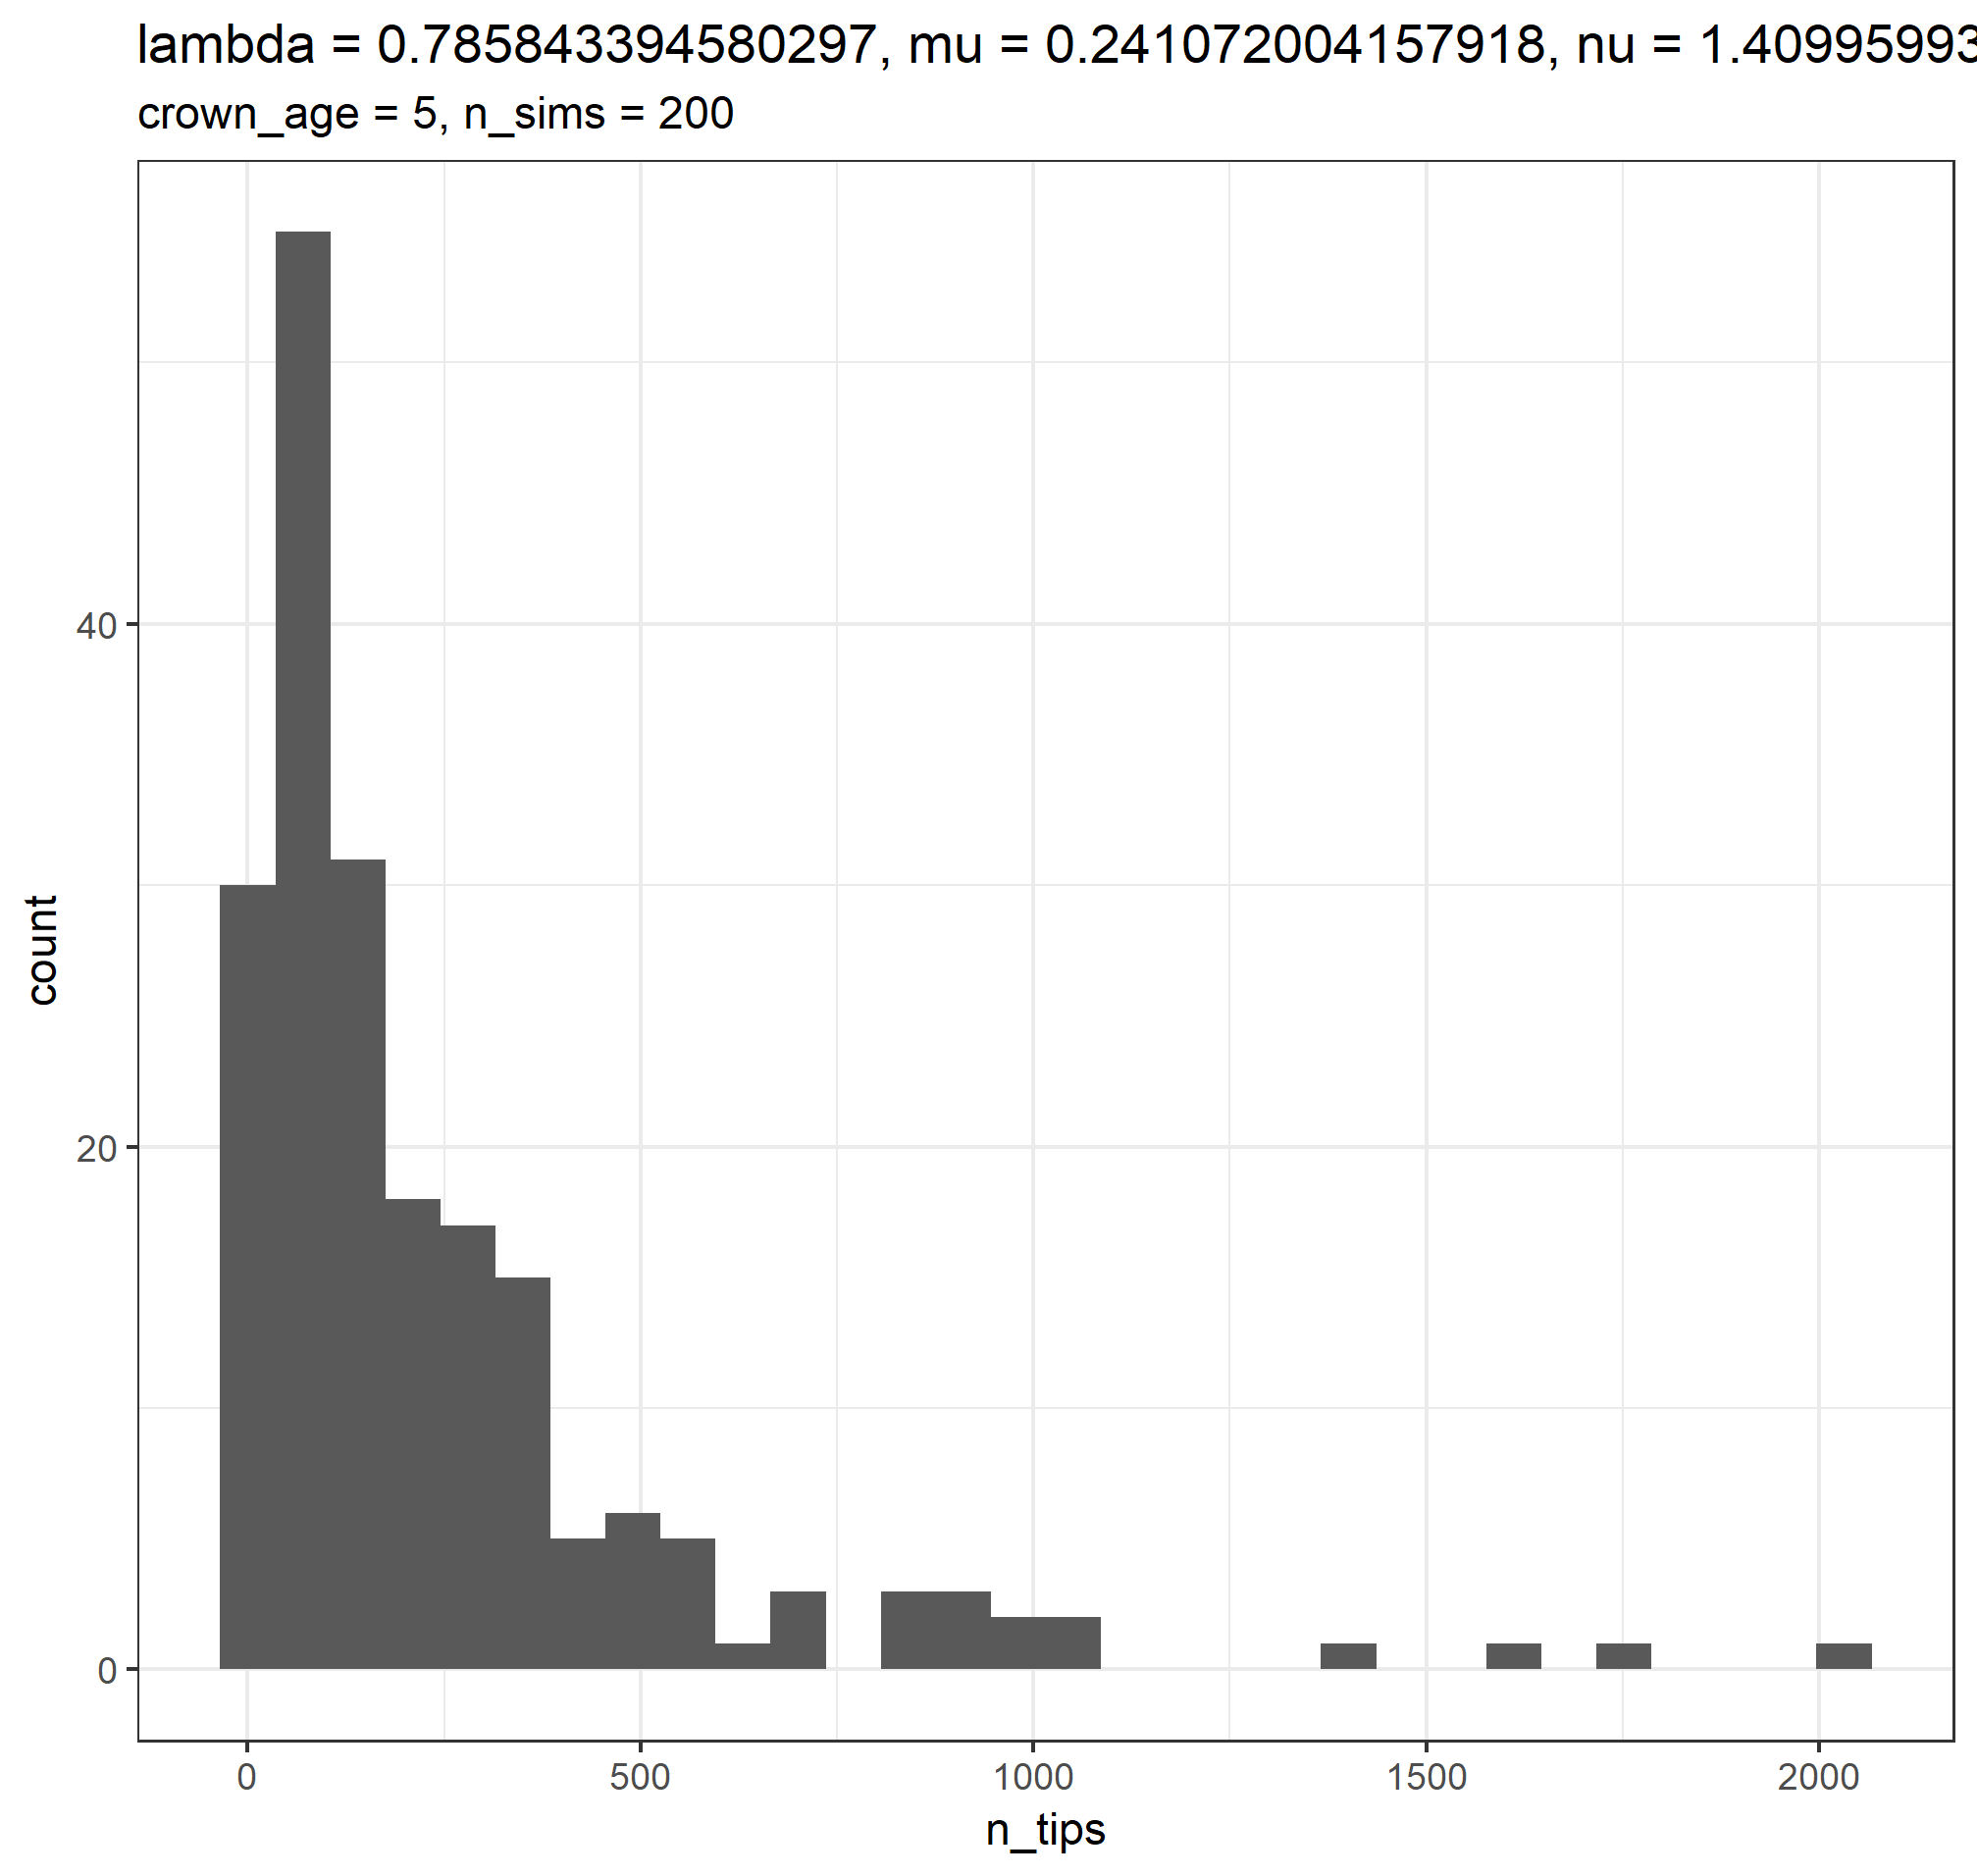 lambda = 0.785843394580297, mu = 0.241072004157918, nu = 1.40995993
crown_age = 5, n_sims = 200
count
40
20
0
0 500 1000 1500 2000
n_tips